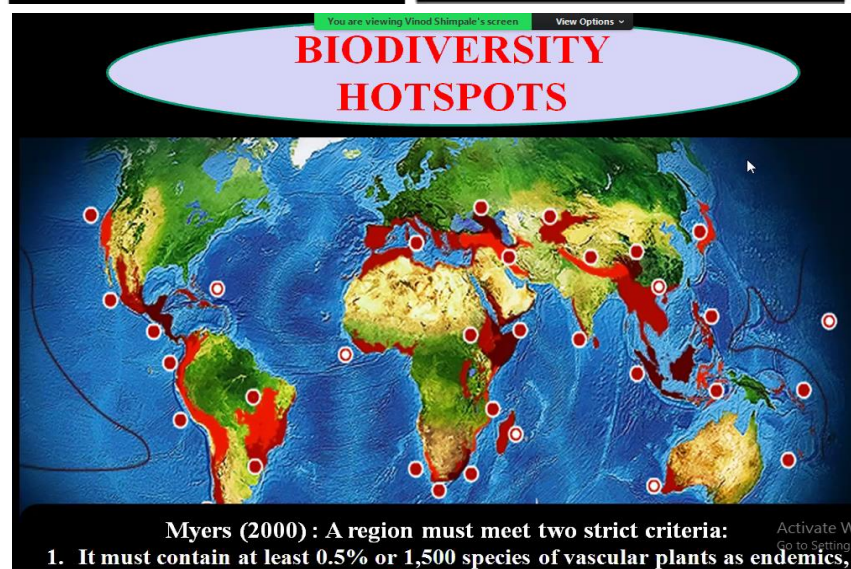 You are viewing Vinod Shimpale's screen View Options
BIODIVERSITY
HOTSPOTS
Myers (2000) : A region must meet two strict criteria:
Activate
Go to Setting
1. It must contain at least 0.5% or 1,500 species of vascular plants as endemics,